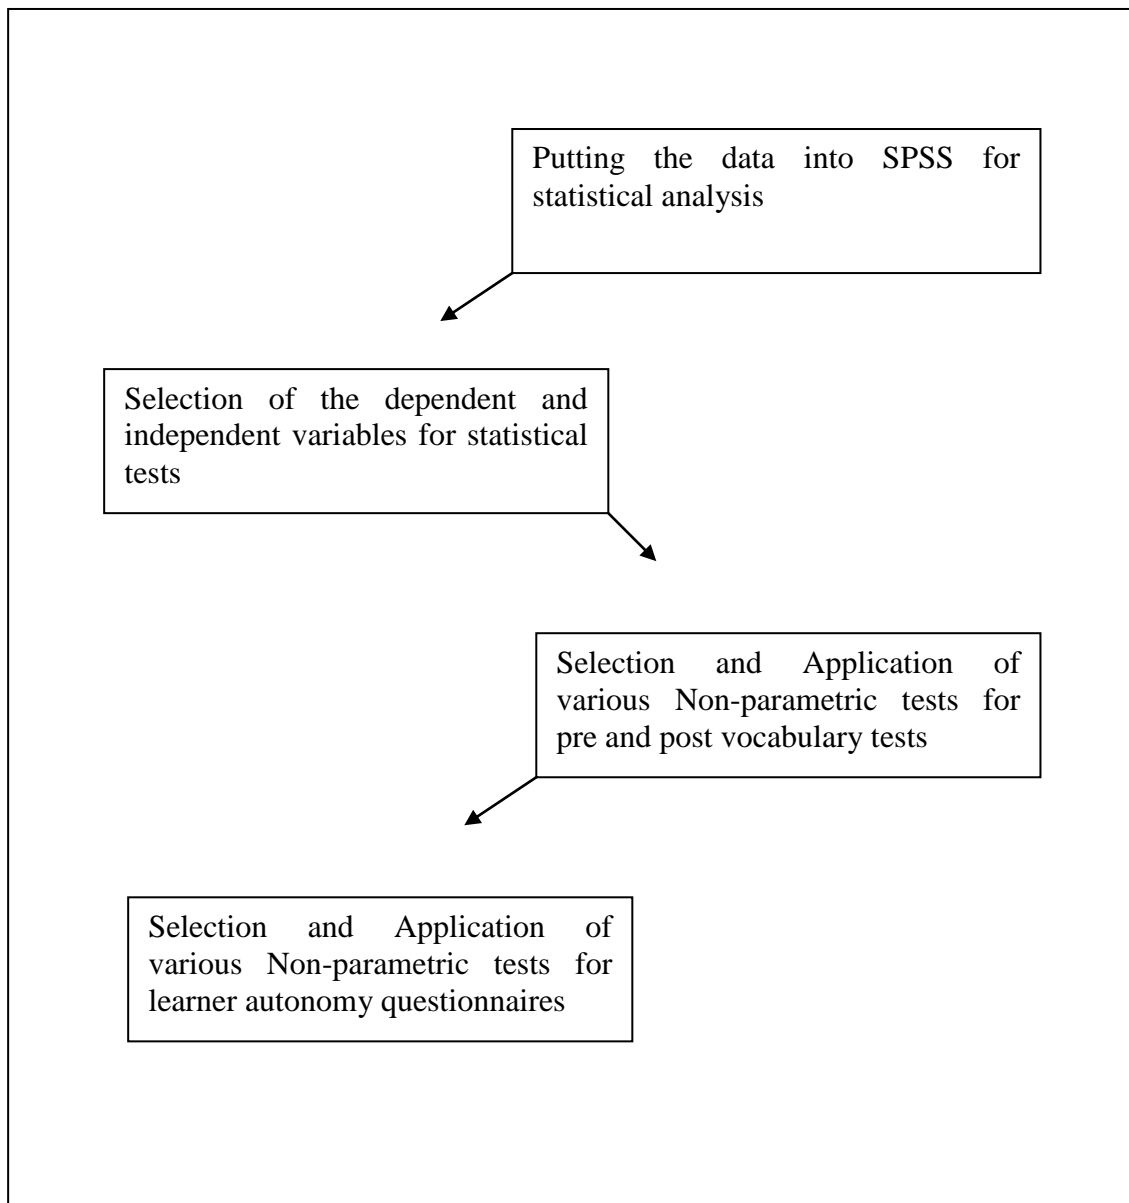 Putting the data into SPSS for
statistical analysis
Selection of the dependent and
independent variables for statistical
tests
Selection and Application of
various Non-parametric tests for
pre and post vocabulary tests
Selection and Application of
various Non-parametric tests for
learner autonomy questionnaires